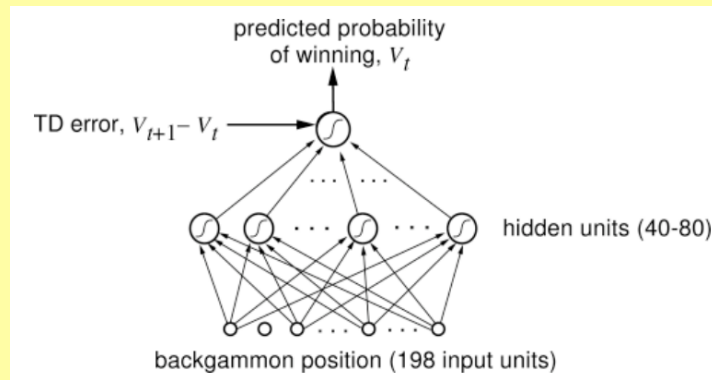 predicted probability
of winning, Vₜ
TD error, Vₜ₊₁ − Vₜ
. . . . . .
. . . . . . hidden units (40-80)
. . . . . .
backgammon position (198 input units)